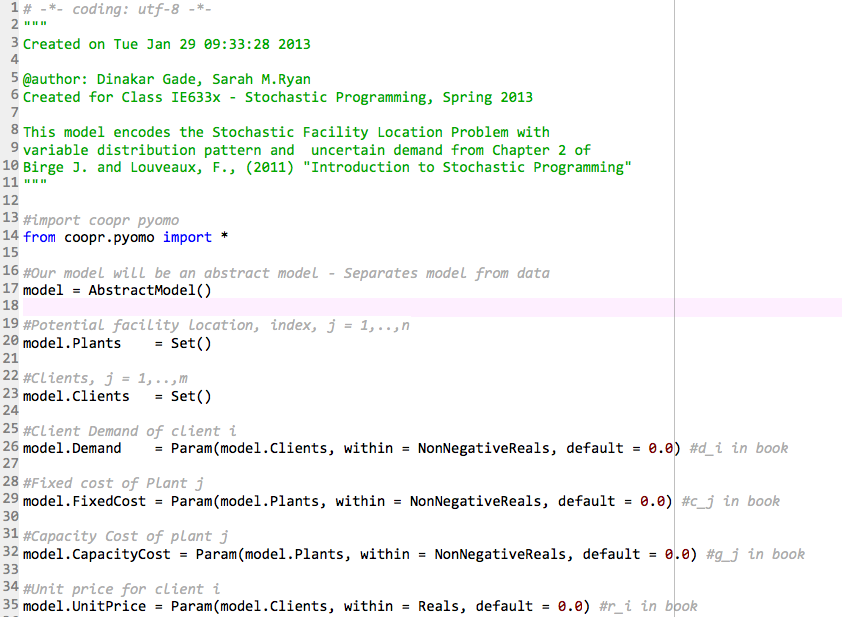 1 # -*- coding: utf-8 -*-
2 """
3 Created on Tue Jan 29 09:33:28 2013
4
5 @author: Dinakar Gade, Sarah M.Ryan
6 Created for Class IE633x - Stochastic Programming, Spring 2013
7
8 This model encodes the Stochastic Facility Location Problem with
9 variable distribution pattern and  uncertain demand from Chapter 2 of
10 Birge J. and Louveaux, F., (2011) "Introduction to Stochastic Programming"
11 """
12
13 #import coopr pyomo
14 from coopr.pyomo import *
15
16 #Our model will be an abstract model - Separates model from data
17 model = AbstractModel()
18
19 #Potential facility location, index, j = 1,..,n
20 model.Plants    = Set()
21
22 #Clients, j = 1,..,m
23 model.Clients   = Set()
24
25 #Client Demand of client i
26 model.Demand    = Param(model.Clients, within = NonNegativeReals, default = 0.0) #d_i in book
27
28 #Fixed cost of Plant j
29 model.FixedCost = Param(model.Plants, within = NonNegativeReals, default = 0.0) #c_j in book
30
31 #Capacity Cost of plant j
32 model.CapacityCost = Param(model.Plants, within = NonNegativeReals, default = 0.0) #g_j in book
33
34 #Unit price for client i
35 model.UnitPrice = Param(model.Clients, within = Reals, default = 0.0) #r_i in book